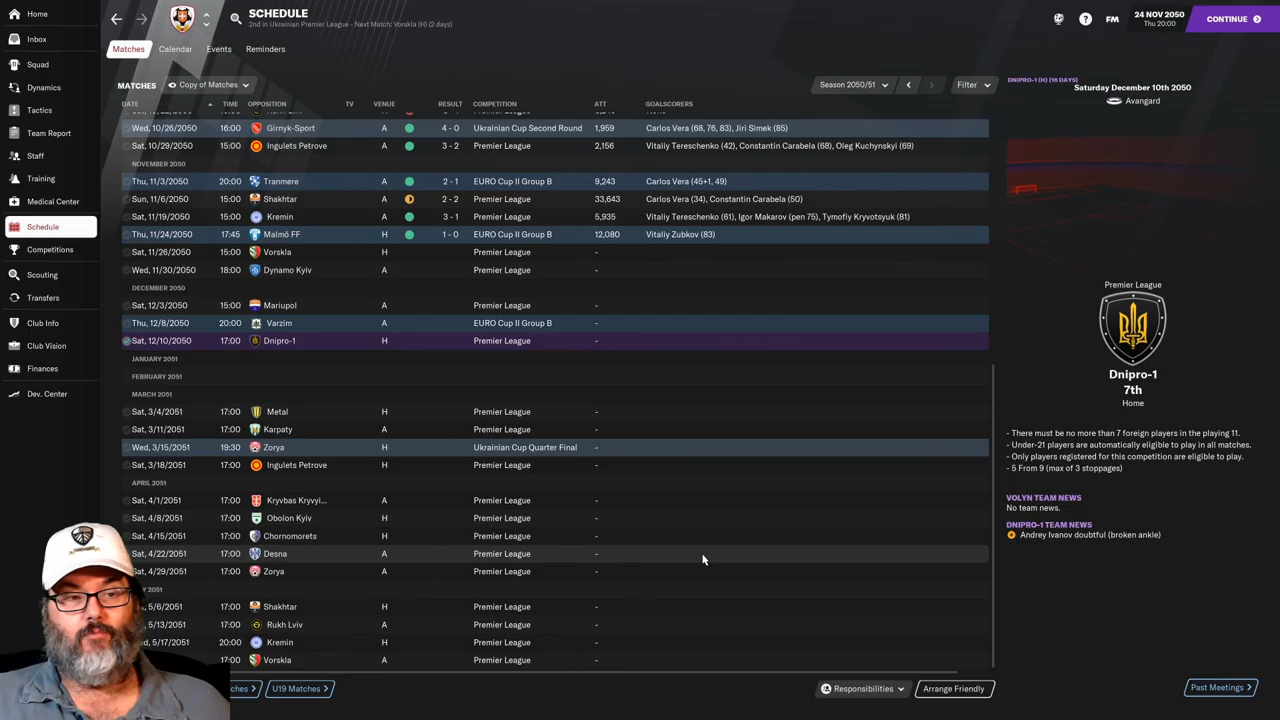 Home
SCHEDULE
2nd in Ukrainian Premier League - Next Match: Vorskla (H) (2 days)
FM
24 NOV 2050
Thu 20:00
CONTINUE
Inbox
Squad
Dynamics
Tactics
Team Report
Staff
Training
Medical Center
Schedule
Competitions
Scouting
Transfers
Club Info
Club Vision
Finances
Dev. Center
Matches Calendar Events Reminders
MATCHES Copy of Matches Season 2050/51 Filter
DATE TIME OPPOSITION TV VENUE RESULT COMPETITION ATT GOALSCORERS
Wed, 10/26/2050 16:00 Girnyk-Sport A 4 - 0 Ukrainian Cup Second Round 1,959 Carlos Vera (68, 76, 83), Jiri Simek (85)
Sat, 10/29/2050 15:00 Ingulets Petrove A 3 - 2 Premier League 2,156 Vitaliy Tereschenko (42), Constantin Carabela (68), Oleg Kuchynskyi (69)
NOVEMBER 2050
Thu, 11/3/2050 20:00 Tranmere A 2 - 1 EURO Cup II Group B 9,243 Carlos Vera (45+1, 49)
Sun, 11/6/2050 15:00 Shakhtar A 2 - 2 Premier League 33,643 Carlos Vera (34), Constantin Carabela (50)
Sat, 11/19/2050 15:00 Kremin A 3 - 1 Premier League 5,935 Vitaliy Tereschenko (61), Igor Makarov (pen 75), Tymofiy Kryvotsyuk (81)
Thu, 11/24/2050 17:45 Malmö FF H 1 - 0 EURO Cup II Group B 12,080 Vitaliy Zubkov (83)
Sat, 11/26/2050 15:00 Vorskla H Premier League -
Wed, 11/30/2050 18:00 Dynamo Kyiv A Premier League -
DECEMBER 2050
Sat, 12/3/2050 15:00 Mariupol A Premier League -
Thu, 12/8/2050 20:00 Varzim A EURO Cup II Group B -
Sat, 12/10/2050 17:00 Dnipro-1 H Premier League -
JANUARY 2051
FEBRUARY 2051
MARCH 2051
Sat, 3/4/2051 17:00 Metal H Premier League -
Sat, 3/11/2051 17:00 Karpaty A Premier League -
Wed, 3/15/2051 19:30 Zorya H Ukrainian Cup Quarter Final -
Sat, 3/18/2051 17:00 Ingulets Petrove H Premier League -
APRIL 2051
Sat, 4/1/2051 17:00 Kryvbas Kryvyi... A Premier League -
Sat, 4/8/2051 17:00 Obolon Kyiv H Premier League -
Sat, 4/15/2051 17:00 Chornomorets H Premier League -
Sat, 4/22/2051 17:00 Desna A Premier League -
Sat, 4/29/2051 17:00 Zorya A Premier League -
2051
5/6/2051 17:00 Shakhtar H Premier League -
5/13/2051 17:00 Rukh Lviv A Premier League -
5/17/2051 20:00 Kremin H Premier League -
17:00 Vorskla A Premier League -
U19 Matches Responsibilities Arrange Friendly
DNIPRO-1 (H) (16 DAYS)
Saturday December 10th 2050
Avangard
Premier League
Dnipro-1
7th
Home
- There must be no more than 7 foreign players in the playing 11.
- Under-21 players are automatically eligible to play in all matches.
- Only players registered for this competition are eligible to play.
- 5 From 9 (max of 3 stoppages)
VOLYN TEAM NEWS
No team news.
DNIPRO-1 TEAM NEWS
Andrey Ivanov doubtful (broken ankle)
Past Meetings